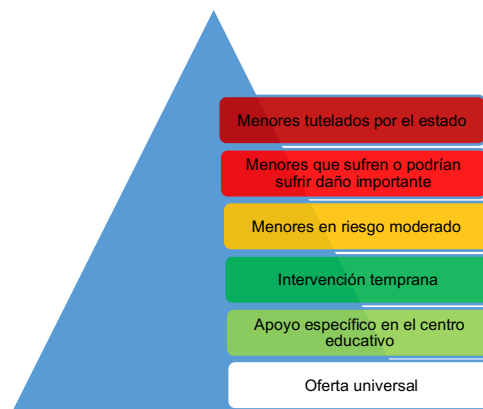 Menores tutelados por el estado
Menores que sufren o podrían
sufrir daño importante
Menores en riesgo moderado
Intervención temprana
Apoyo específico en el centro
educativo
Oferta universal